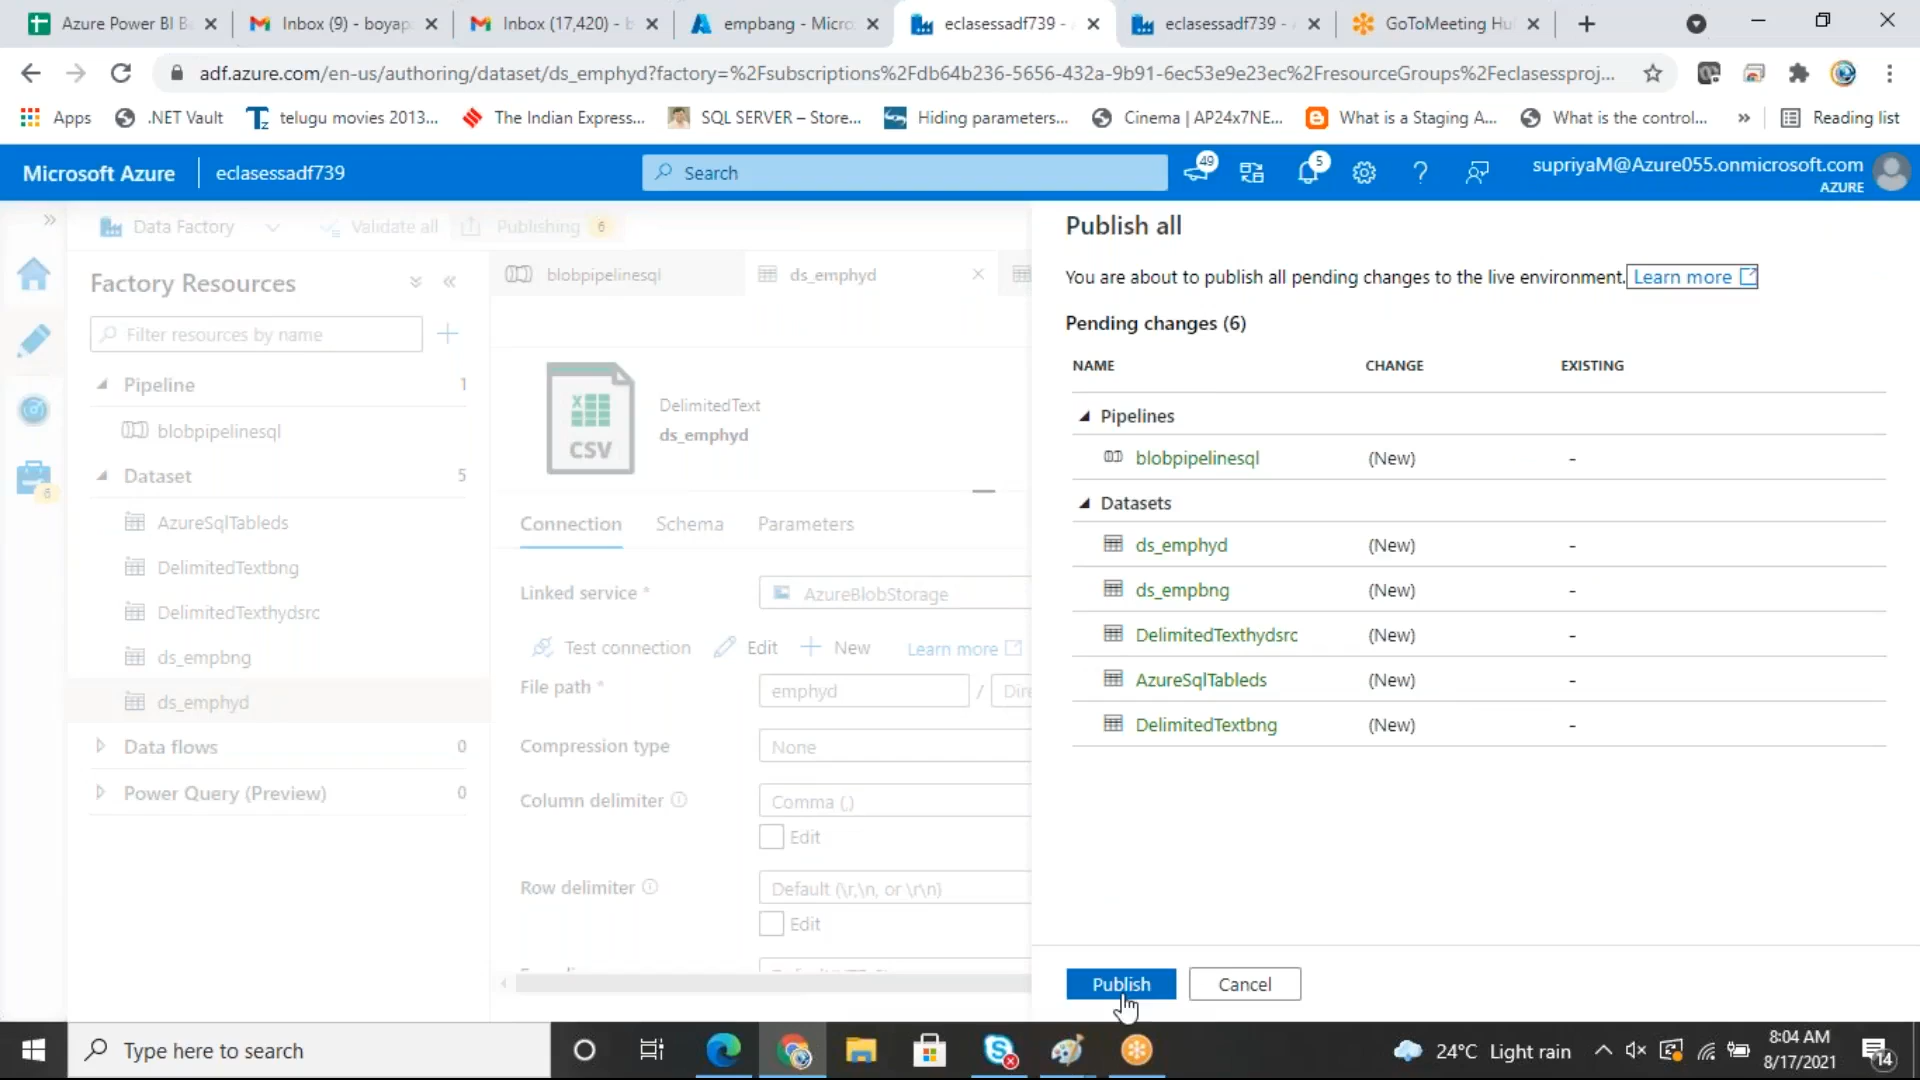 Azure Power BI B
Inbox (9) - boyap
Inbox (17,420) - b
empbang - Micro
eclasessadf739 -
eclasessadf739 - A
GoToMeeting Hu
adf.azure.com/en-us/authoring/dataset/ds_emphyd?factory=%2Fsubscriptions%2Fdb64b236-5656-432a-9b91-6ec53e9e23ec%2FresourceGroups%2Feclasessproj...
Apps
.NET Vault
telugu movies 2013...
The Indian Express...
SQL SERVER – Store...
Hiding parameters...
Cinema | AP24x7NE...
What is a Staging A...
What is the control...
»
Reading list
Microsoft Azure
eclasessadf739
Search
49
5
supriyaM@Azure055.onmicrosoft.com
AZURE
Data Factory
Validate all
Publishing 6
Factory Resources
Filter resources by name
Pipeline 1
blobpipelinesql
Dataset 5
6
AzureSqlTableds
DelimitedTextbng
DelimitedTexthydsrc
ds_empbng
ds_emphyd
Data flows 0
Power Query (Preview) 0
blobpipelinesql
ds_emphyd
CSV
DelimitedText
ds_emphyd
Connection
Schema
Parameters
Linked service *
AzureBlobStorage
Test connection
Edit
New
Learn more
File path *
emphyd
/
Dire
Compression type
None
Column delimiter
Comma (,)
Edit
Row delimiter
Default (\r,\n, or \r\n)
Edit
Publish all
You are about to publish all pending changes to the live environment. Learn more
Pending changes (6)
NAME CHANGE EXISTING
Pipelines
blobpipelinesql (New) -
Datasets
ds_emphyd (New) -
ds_empbng (New) -
DelimitedTexthydsrc (New) -
AzureSqlTableds (New) -
DelimitedTextbng (New) -
Publish
Cancel
Type here to search
24°C Light rain
8:04 AM
8/17/2021
14